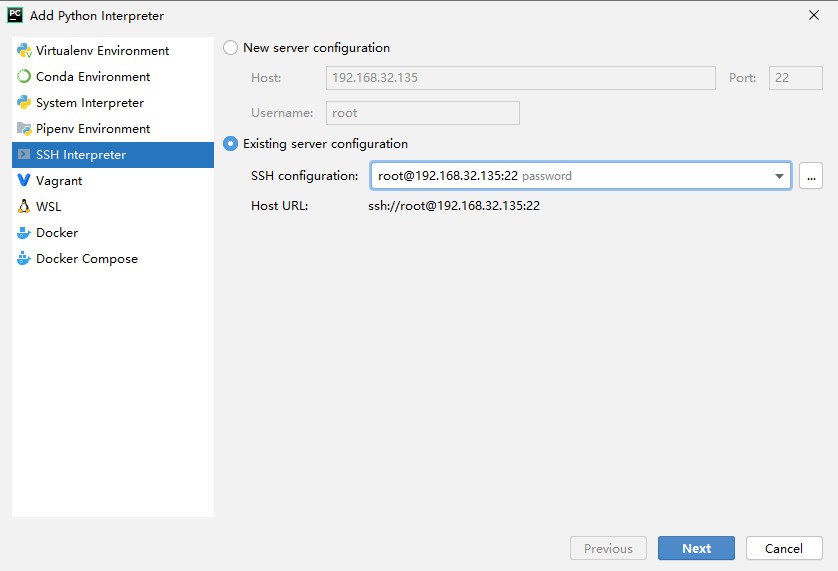 PC Add Python Interpreter
Virtualenv Environment
Conda Environment
System Interpreter
Pipenv Environment
SSH Interpreter
Vagrant
WSL
Docker
Docker Compose
New server configuration
Host: 192.168.32.135 Port: 22
Username: root
Existing server configuration
SSH configuration: root@192.168.32.135:22 password ...
Host URL: ssh://root@192.168.32.135:22
Previous Next Cancel